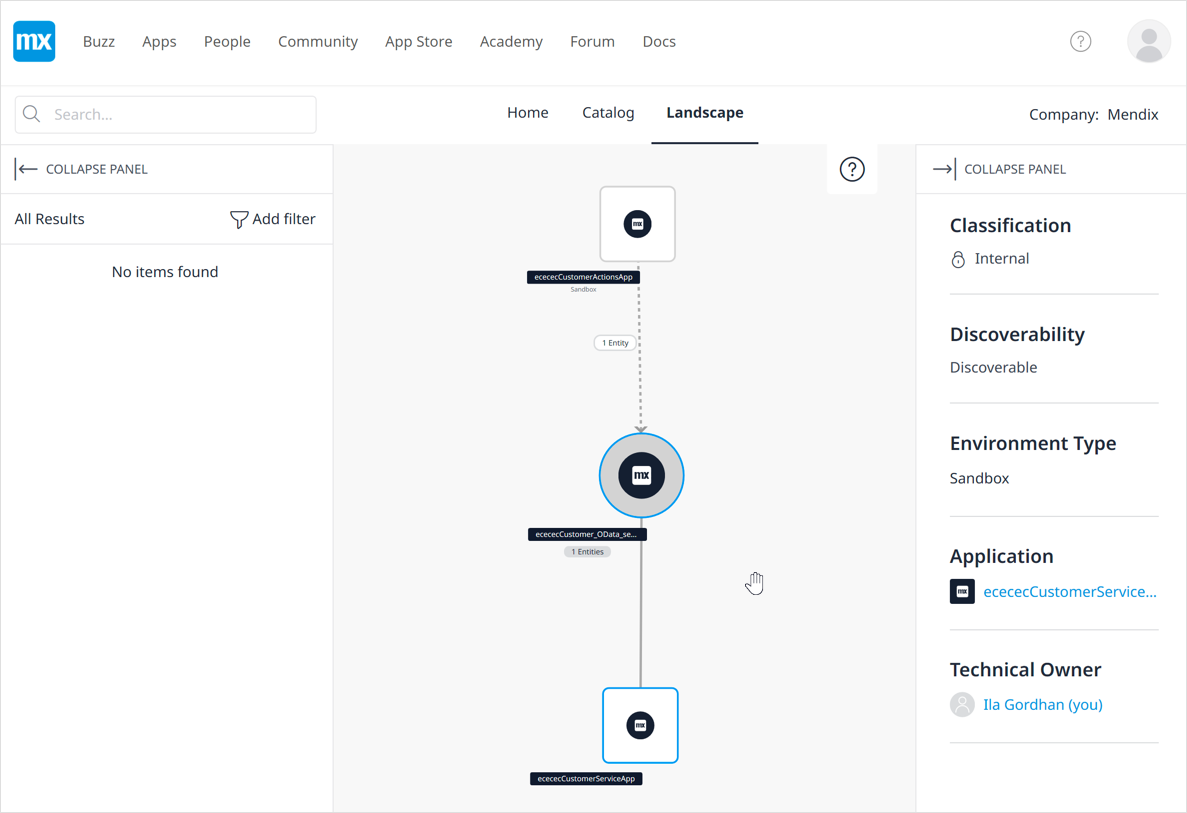 mx Buzz Apps People Community App Store Academy Forum Docs ?
Search... Home Catalog Landscape Company: Mendix
COLLAPSE PANEL
All Results Add filter
No items found
?
mx
ecececCustomerActionsApp
Sandbox
1 Entity
mx
ecececCustomer_OData_se...
1 Entities
mx
ecececCustomerServiceApp
COLLAPSE PANEL
Classification
Internal
Discoverability
Discoverable
Environment Type
Sandbox
Application
mx ecececCustomerService...
Technical Owner
Ila Gordhan (you)